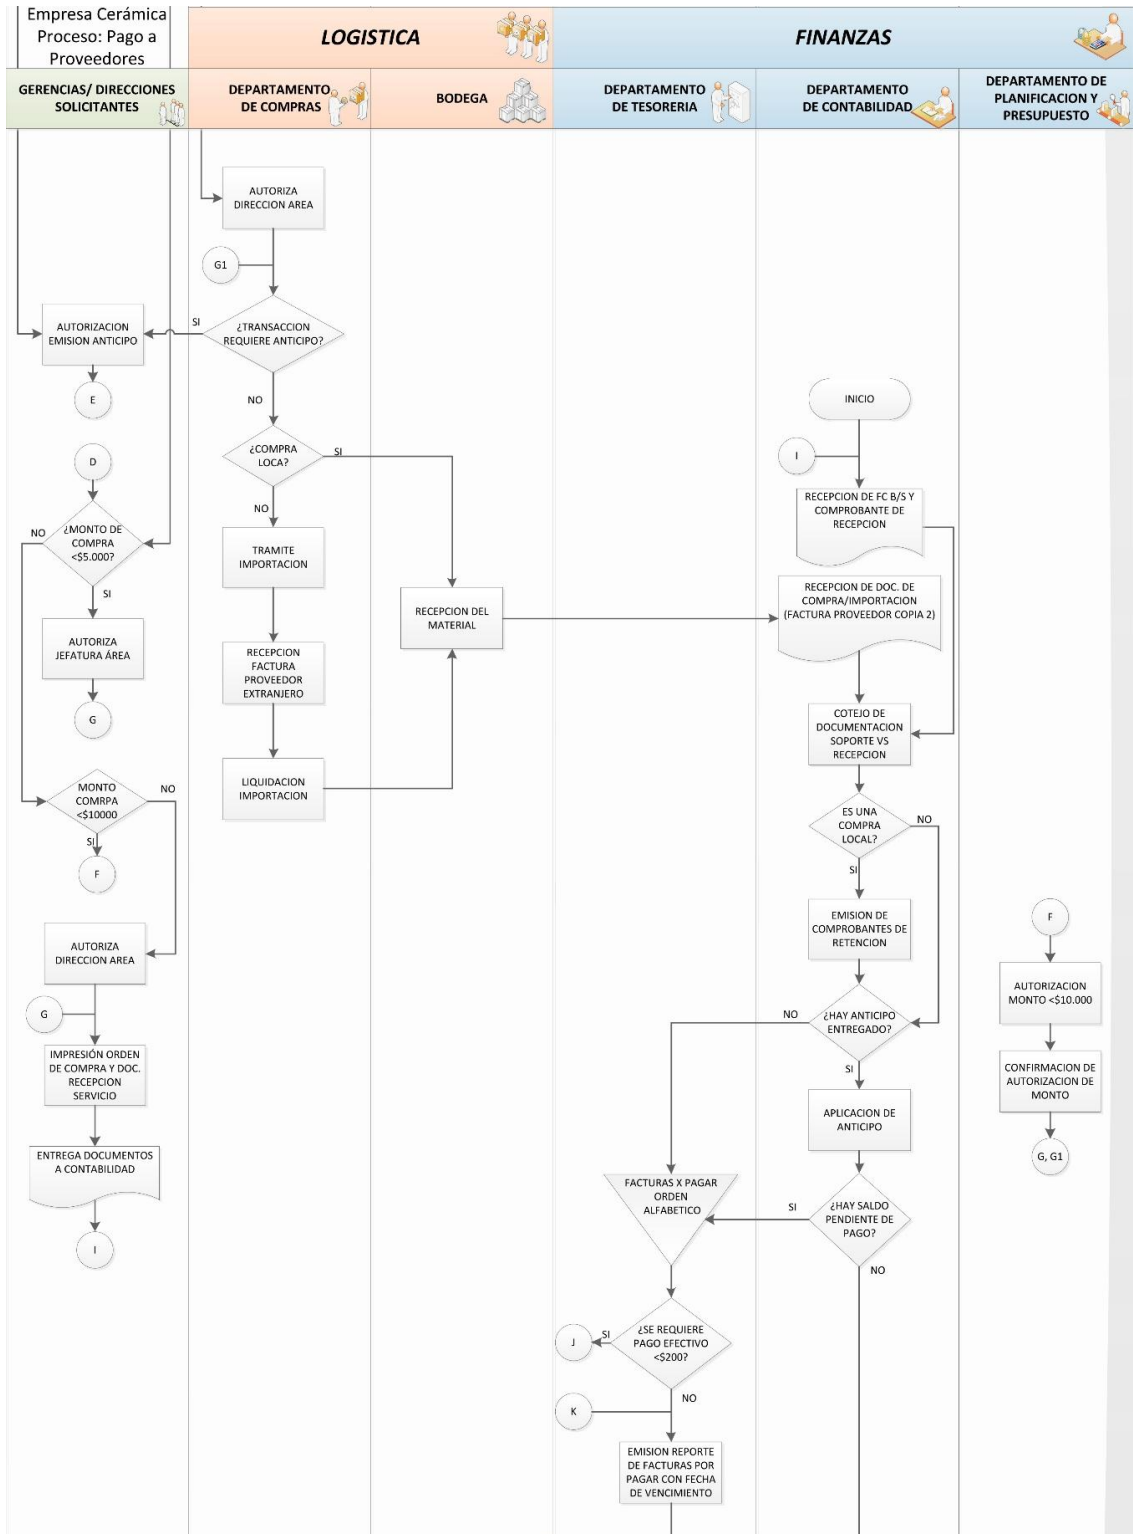 Empresa Cerámica
Proceso: Pago a
Proveedores
LOGISTICA
FINANZAS
GERENCIAS/ DIRECCIONES
SOLICITANTES
DEPARTAMENTO
DE COMPRAS
BODEGA
DEPARTAMENTO
DE TESORERIA
DEPARTAMENTO
DE CONTABILIDAD
DEPARTAMENTO DE
PLANIFICACION Y
PRESUPUESTO
AUTORIZACION
EMISION ANTICIPO
E
D
¿MONTO DE
COMPRA
<$5.000?
NO
SI
AUTORIZA
JEFATURA ÁREA
G
MONTO
COMRPA
<$10000
NO
SI
F
AUTORIZA
DIRECCION AREA
G
IMPRESIÓN ORDEN
DE COMPRA Y DOC.
RECEPCION
SERVICIO
ENTREGA DOCUMENTOS
A CONTABILIDAD
I
AUTORIZA
DIRECCION AREA
G1
¿TRANSACCION
REQUIERE ANTICIPO?
SI
NO
¿COMPRA
LOCA?
SI
NO
TRAMITE
IMPORTACION
RECEPCION
FACTURA
PROVEEDOR
EXTRANJERO
LIQUIDACION
IMPORTACION
RECEPCION DEL
MATERIAL
FACTURAS X PAGAR
ORDEN
ALFABETICO
¿SE REQUIERE
PAGO EFECTIVO
<$200?
SI
J
NO
K
EMISION REPORTE
DE FACTURAS POR
PAGAR CON FECHA
DE VENCIMIENTO
INICIO
I
RECEPCION DE FC B/S Y
COMPROBANTE DE
RECEPCION
RECEPCION DE DOC. DE
COMPRA/IMPORTACION
(FACTURA PROVEEDOR COPIA 2)
COTEJO DE
DOCUMENTACION
SOPORTE VS
RECEPCION
ES UNA
COMPRA
LOCAL?
NO
SI
EMISION DE
COMPROBANTES DE
RETENCION
¿HAY ANTICIPO
ENTREGADO?
NO
SI
APLICACION DE
ANTICIPO
¿HAY SALDO
PENDIENTE DE
PAGO?
SI
NO
F
AUTORIZACION
MONTO <$10.000
CONFIRMACION DE
AUTORIZACION DE
MONTO
G, G1